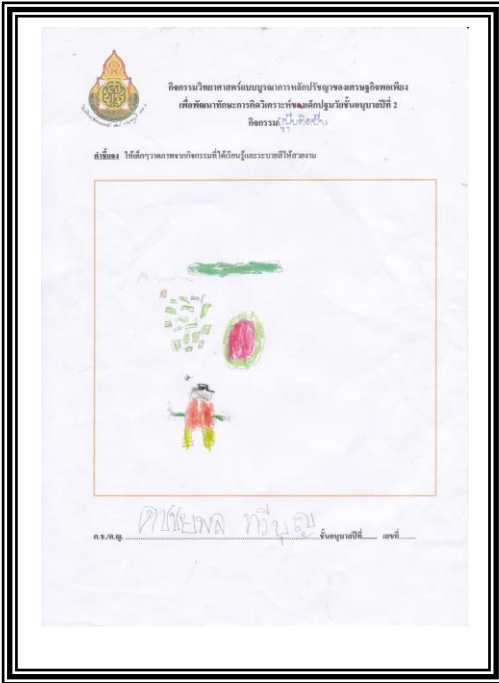 กิจกรรมวิทยาศาสตร์แบบบูรณาการหลักปรัชญาของเศรษฐกิจพอเพียง
เพื่อพัฒนาทักษะการคิดวิเคราะห์ของเด็กปฐมวัยชั้นอนุบาลปีที่ 2
กิจกรรม
คำชี้แจง ให้เด็กๆวาดภาพจากกิจกรรมที่ได้เรียนรู้และระบายสีให้สวยงาม
ด.ช./ด.ญ. ทวีบุญ ชั้นอนุบาลปีที่....... เลขที่.......